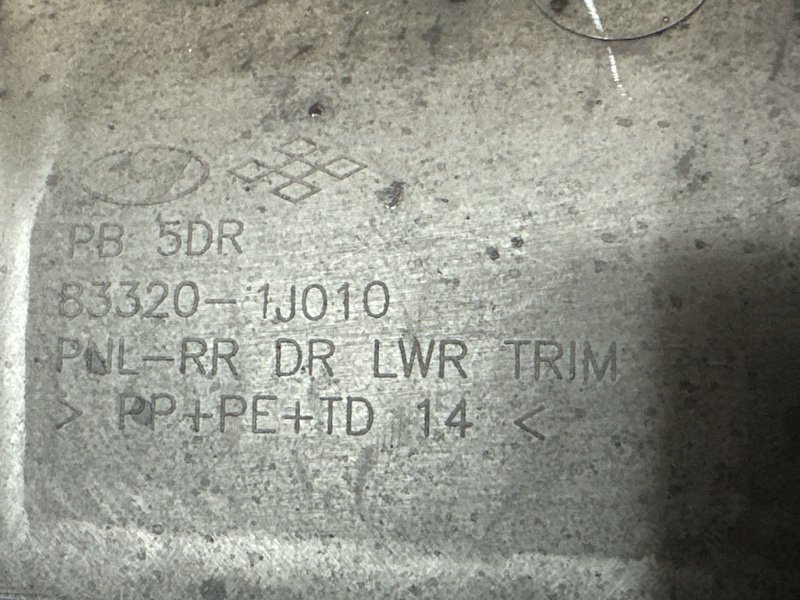 PB 5DR
83320-1J010
PNL-RR DR LWR TRIM
> PP+PE+TD 14 <